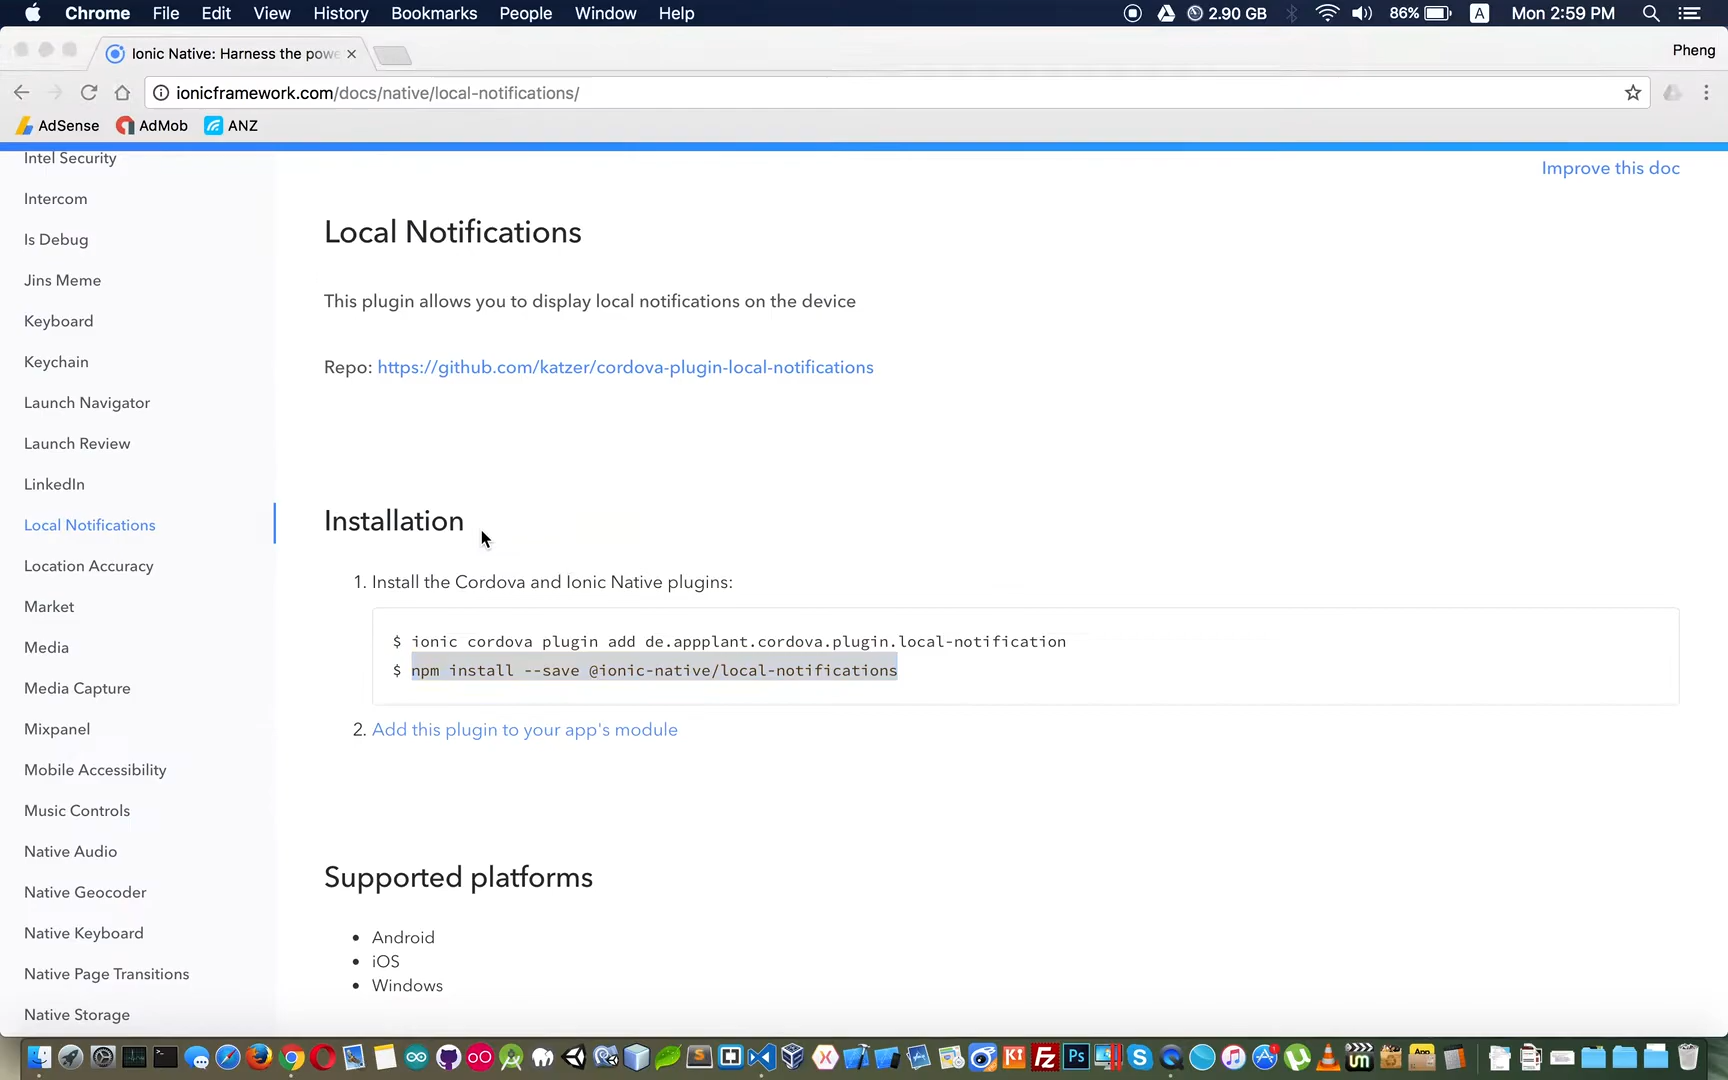 Chrome File Edit View History Bookmarks People Window Help 2.90 GB 86% A Mon 2:59 PM
Ionic Native: Harness the powe
Pheng
ionicframework.com/docs/native/local-notifications/
AdSense AdMob ANZ
Intel Security
Intercom
Is Debug
Jins Meme
Keyboard
Keychain
Launch Navigator
Launch Review
LinkedIn
Local Notifications
Location Accuracy
Market
Media
Media Capture
Mixpanel
Mobile Accessibility
Music Controls
Native Audio
Native Geocoder
Native Keyboard
Native Page Transitions
Native Storage
Improve this doc
Local Notifications
This plugin allows you to display local notifications on the device
Repo: https://github.com/katzer/cordova-plugin-local-notifications
Installation
1. Install the Cordova and Ionic Native plugins:
$ ionic cordova plugin add de.appplant.cordova.plugin.local-notification
$ npm install --save @ionic-native/local-notifications
2. Add this plugin to your app's module
Supported platforms
• Android
• iOS
• Windows